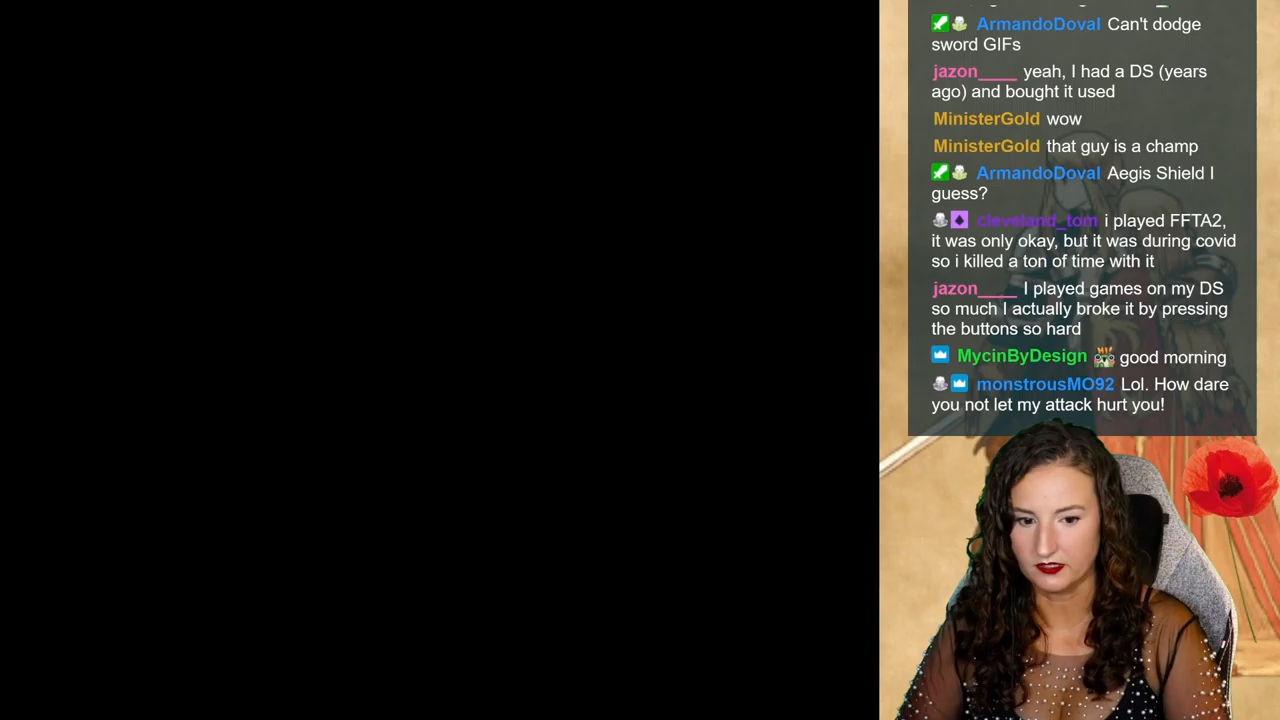 ArmandoDoval Can't dodge
sword GIFs
jazon____ yeah, I had a DS (years
ago) and bought it used
MinisterGold wow
MinisterGold that guy is a champ
ArmandoDoval Aegis Shield I
guess?
cleveland_tom i played FFTA2,
it was only okay, but it was during covid
so i killed a ton of time with it
jazon____ I played games on my DS
so much I actually broke it by pressing
the buttons so hard
MycinByDesign good morning
monstrousMO92 Lol. How dare
you not let my attack hurt you!